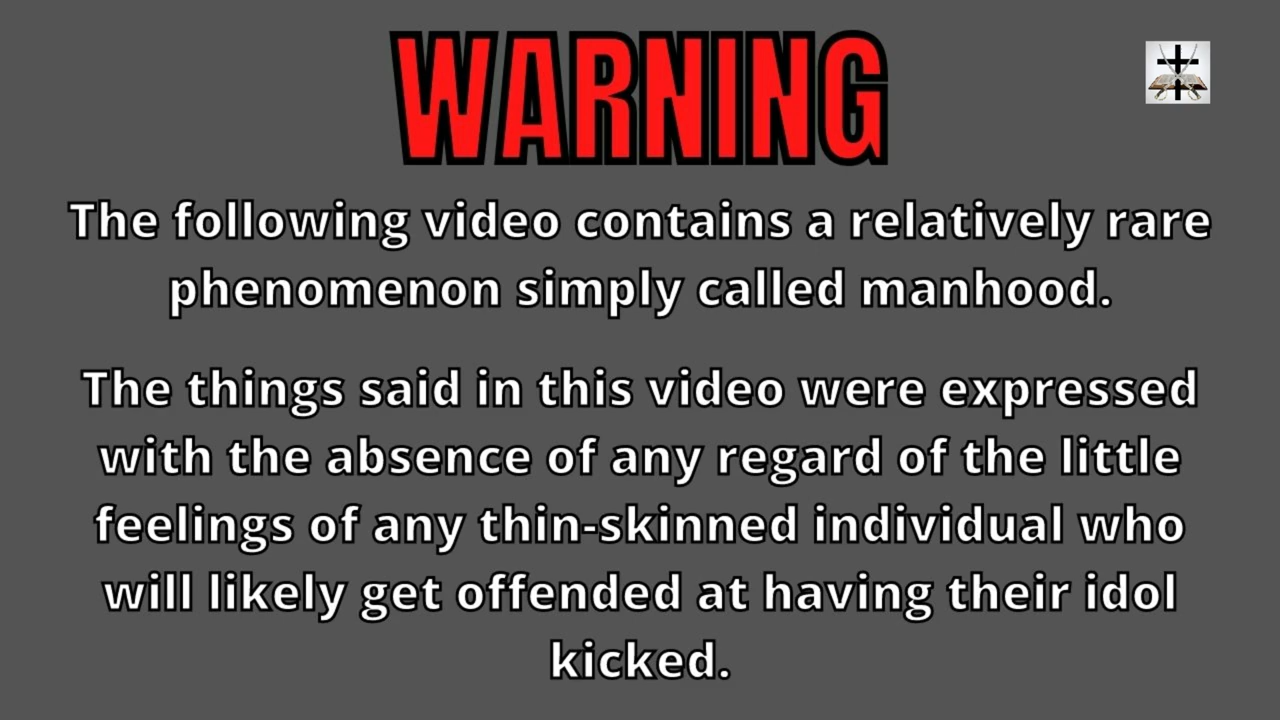 WARNING
The following video contains a relatively rare
phenomenon simply called manhood.
The things said in this video were expressed
with the absence of any regard of the little
feelings of any thin-skinned individual who
will likely get offended at having their idol
kicked.